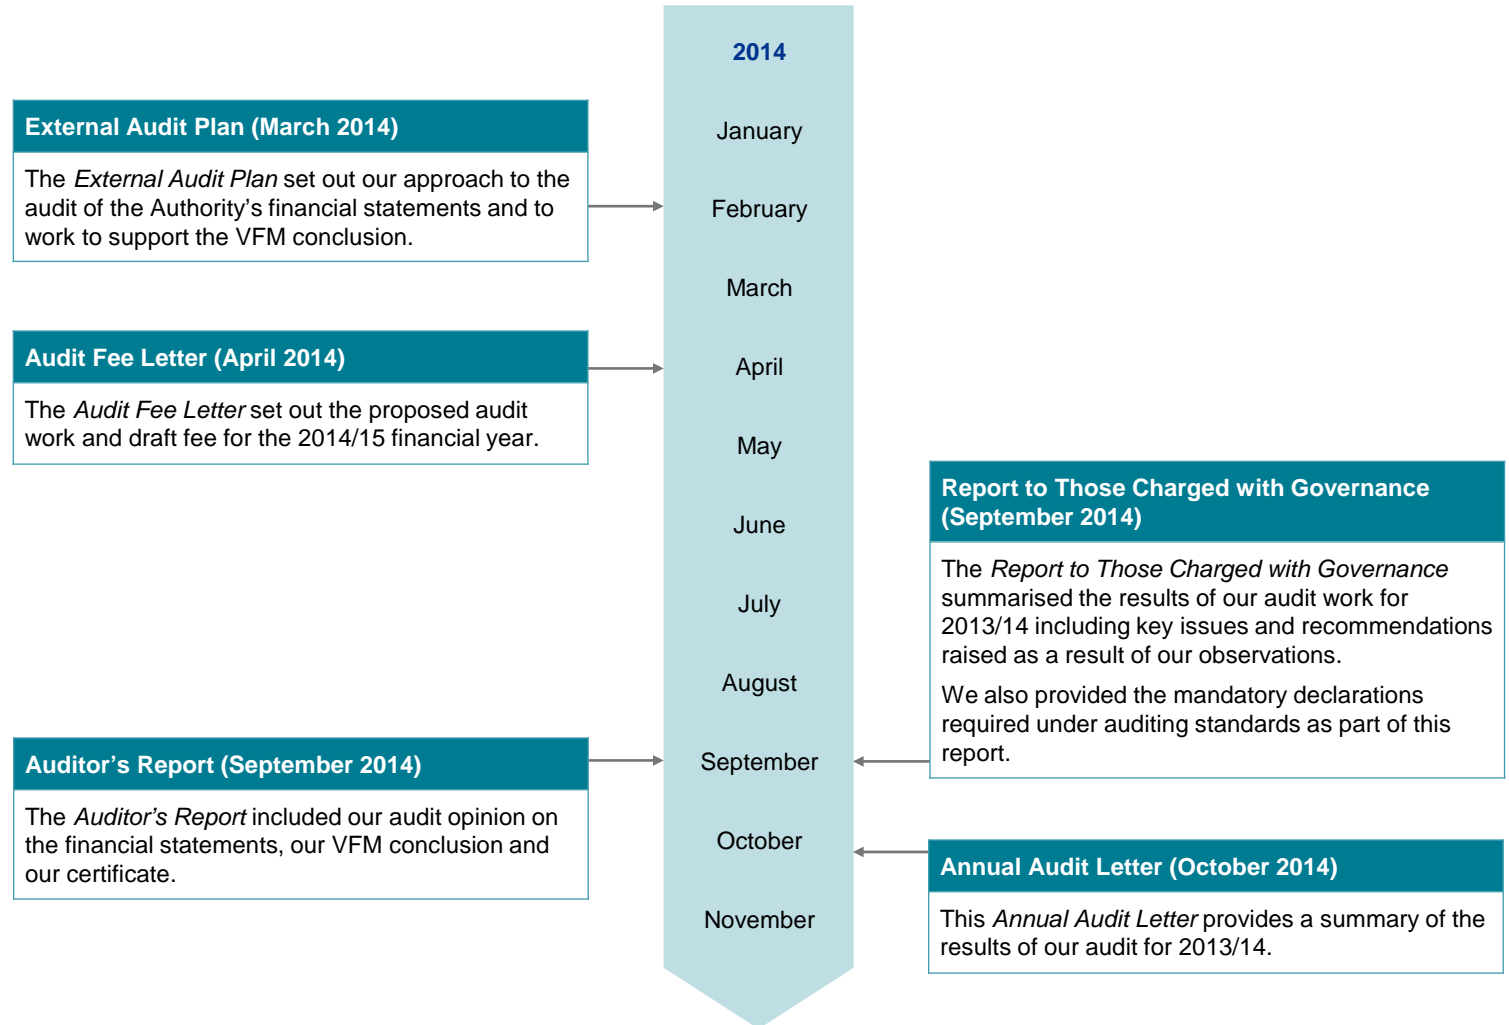 2014
January
February
March
April
May
June
July
August
September
October
November
External Audit Plan (March 2014)
The External Audit Plan set out our approach to the
audit of the Authority’s financial statements and to
work to support the VFM conclusion.
Audit Fee Letter (April 2014)
The Audit Fee Letter set out the proposed audit
work and draft fee for the 2014/15 financial year.
Auditor’s Report (September 2014)
The Auditor’s Report included our audit opinion on
the financial statements, our VFM conclusion and
our certificate.
Report to Those Charged with Governance
(September 2014)
The Report to Those Charged with Governance
summarised the results of our audit work for
2013/14 including key issues and recommendations
raised as a result of our observations.
We also provided the mandatory declarations
required under auditing standards as part of this
report.
Annual Audit Letter (October 2014)
This Annual Audit Letter provides a summary of the
results of our audit for 2013/14.